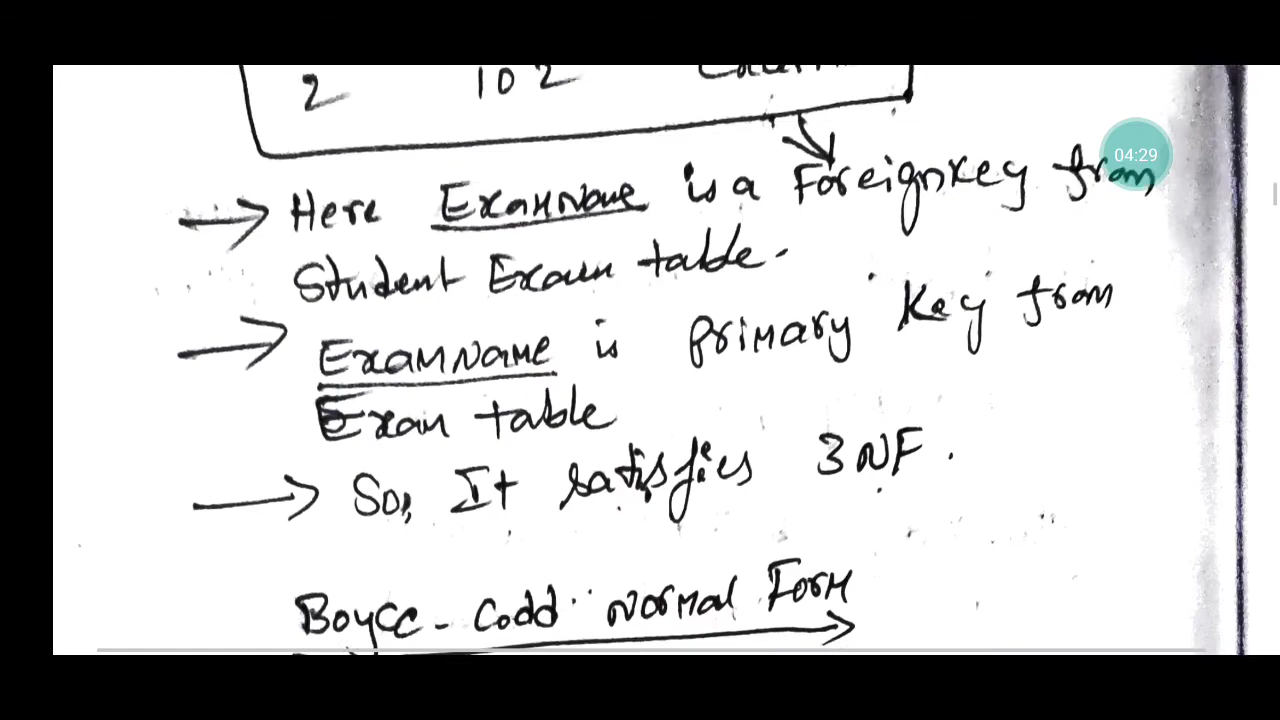 2 102
04:29
→ Here ExamName is a Foreignkey from
Student Exam table.
→ ExamName is primary key from
Exam table
→ So, It satisfies 3NF.
Boyce-Codd Normal Form